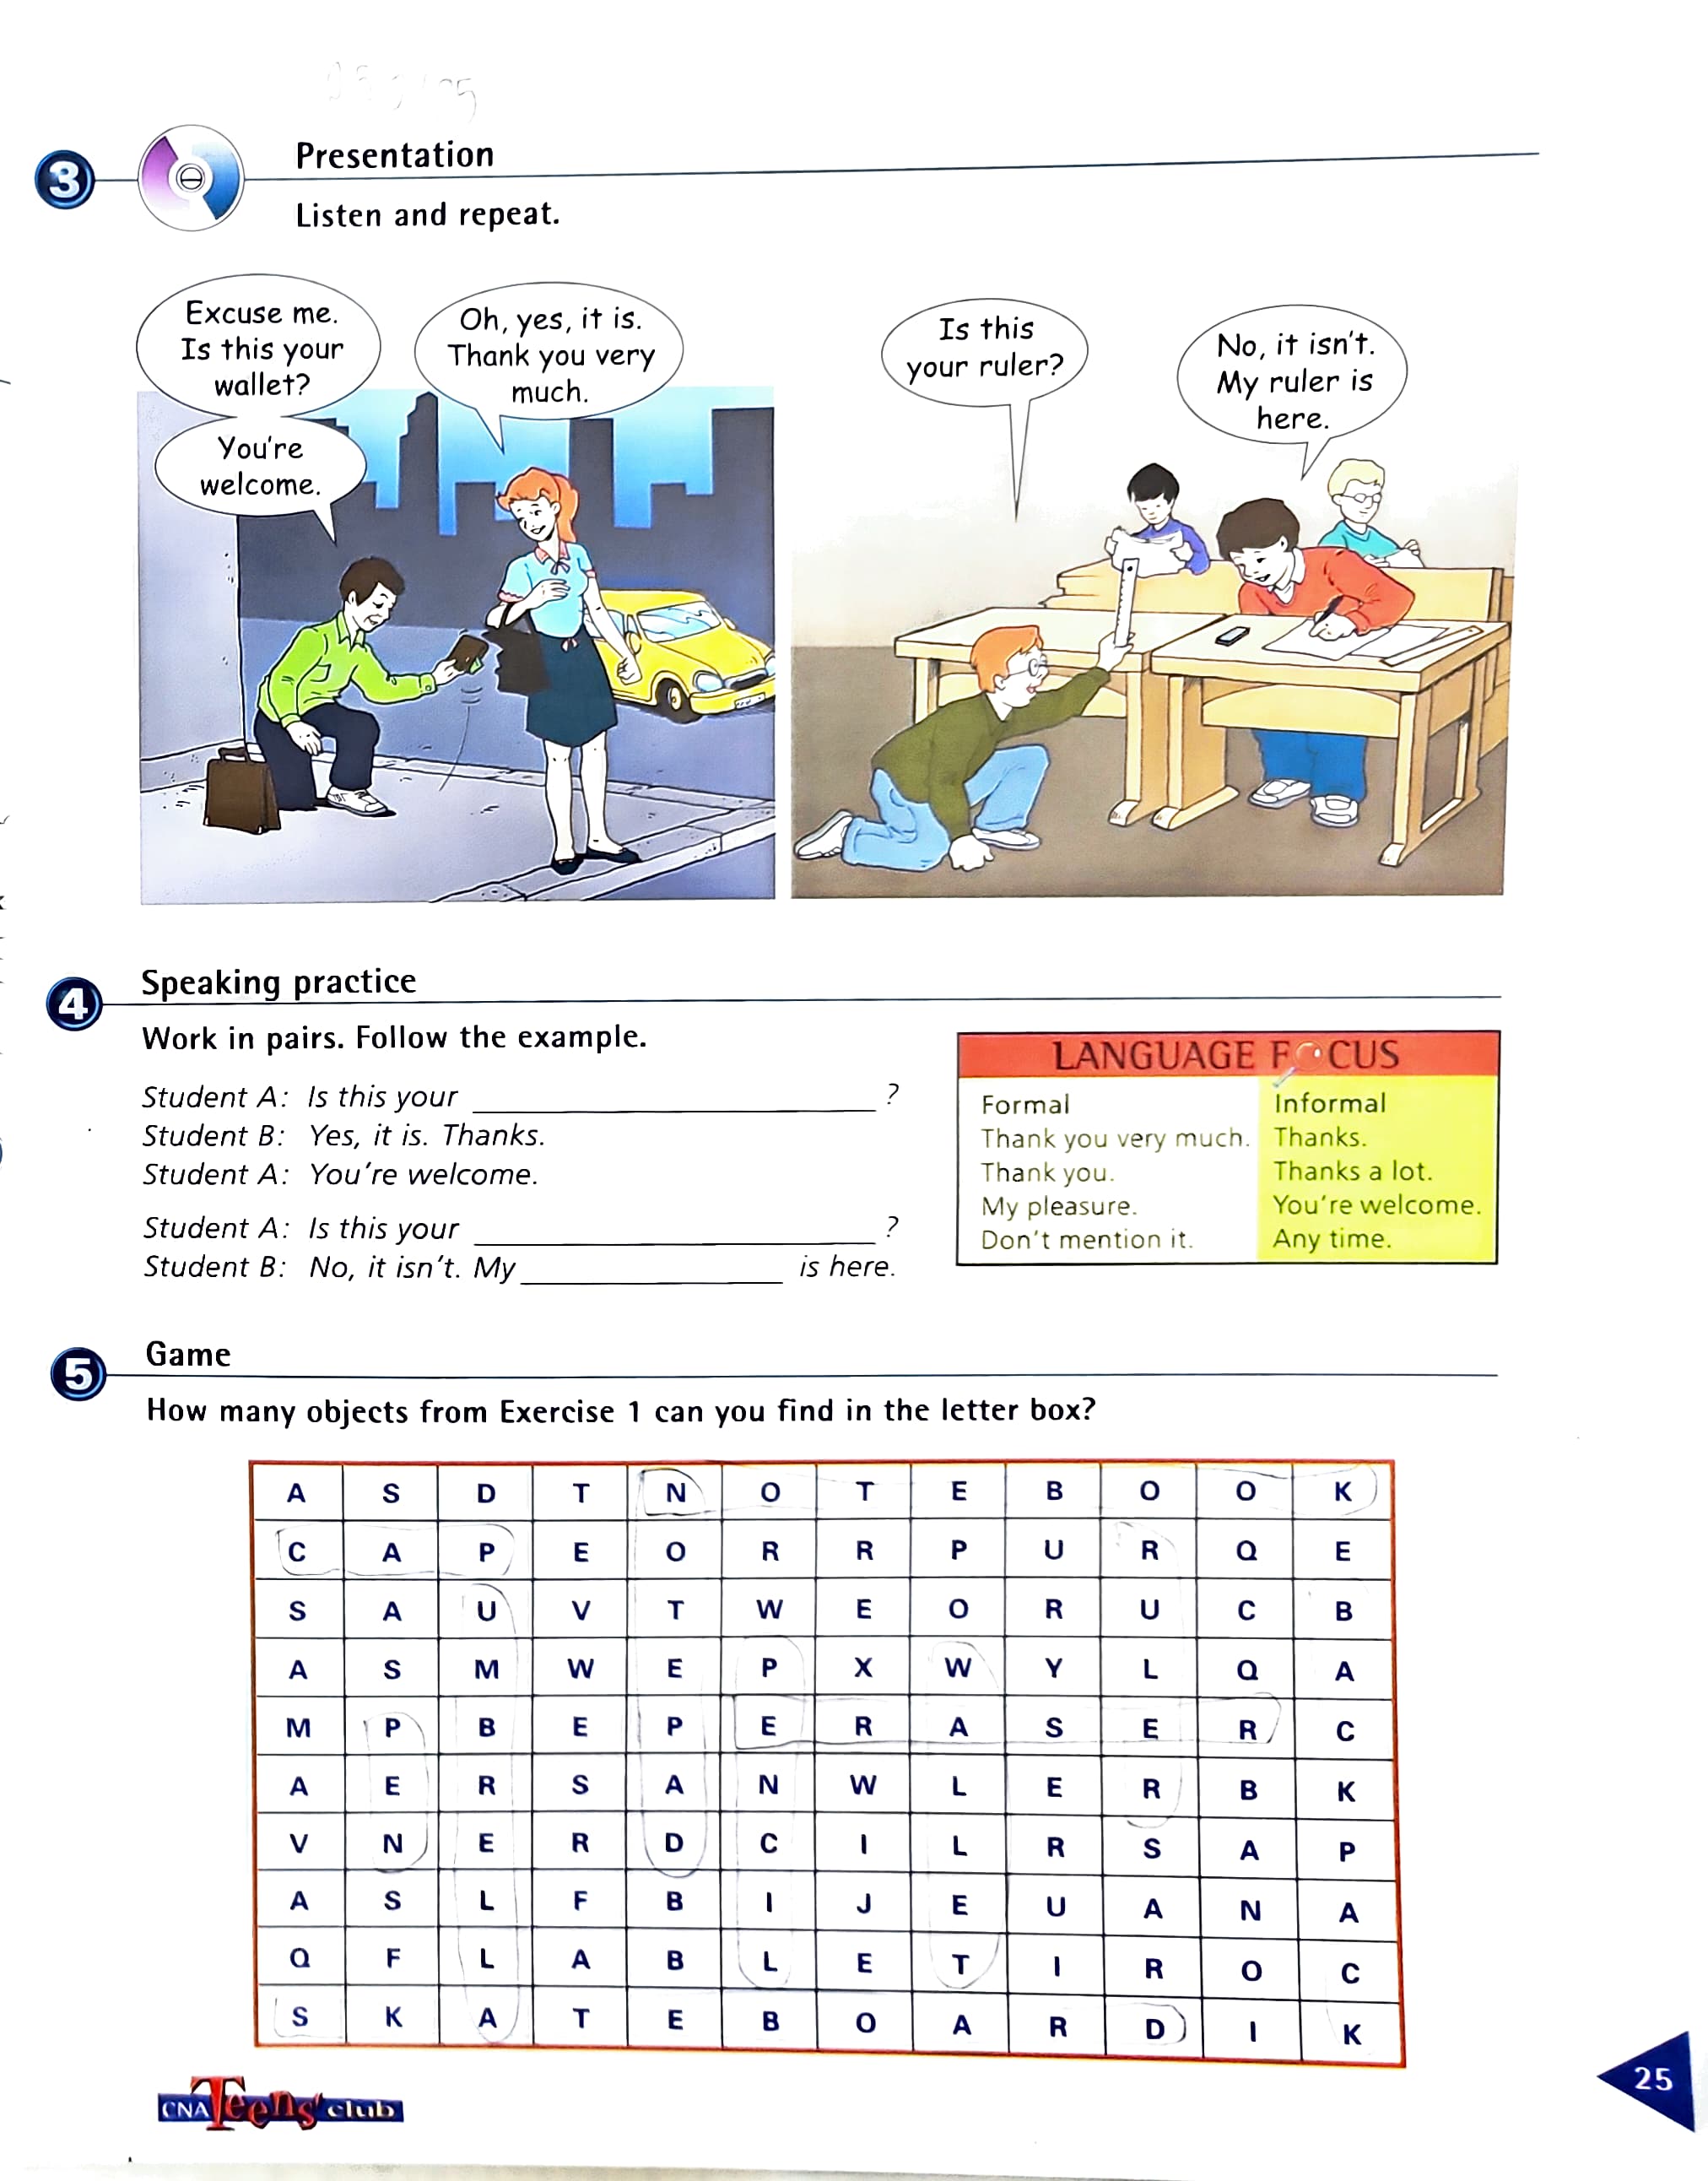 3
Presentation
Listen and repeat.
Excuse me.
Is this your
wallet?
Oh, yes, it is.
Thank you very
much.
You're
welcome.
Is this
your ruler?
No, it isn't.
My ruler is
here.
4
Speaking practice
Work in pairs. Follow the example.
Student A: Is this your ______ ?
Student B: Yes, it is. Thanks.
Student A: You're welcome.
Student A: Is this your ______ ?
Student B: No, it isn't. My ______ is here.
LANGUAGE FOCUS
Formal Informal
Thank you very much. Thanks.
Thank you. Thanks a lot.
My pleasure. You're welcome.
Don't mention it. Any time.
5
Game
How many objects from Exercise 1 can you find in the letter box?
A S D T N O T E B O O K
C A P E O R R P U R Q E
S A U V T W E O R U C B
A S M W E P X W Y L Q A
M P B E P E R A S E R C
A E R S A N W L E R B K
V N E R D C I L R S A P
A S L F B I J E U A N A
Q F L A B L E T I R O C
S K A T E B O A R D I K
CNA Teens' club
25